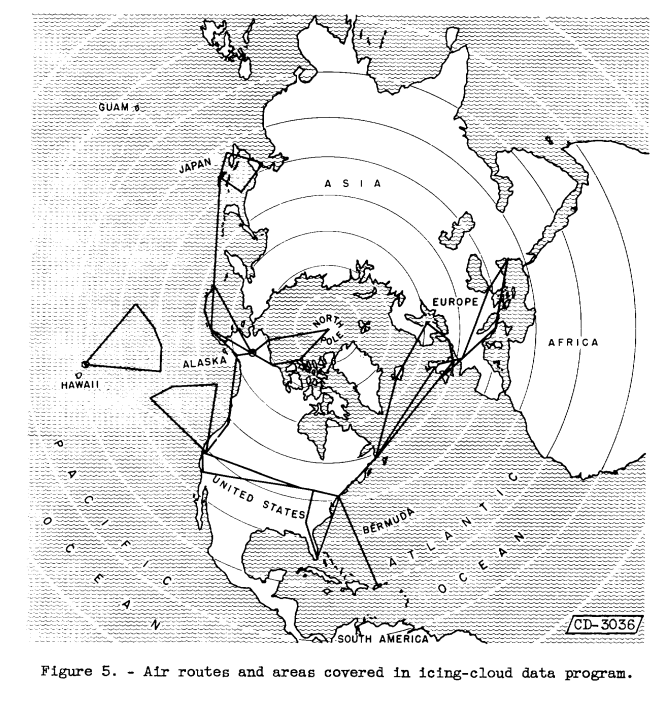 GUAM
JAPAN
ASIA
EUROPE
NORTH
POLE
AFRICA
ALASKA
HAWAII
UNITED STATES
BERMUDA
PACIFIC
OCEAN
ATLANTIC
OCEAN
CD-3036
SOUTH AMERICA
Figure 5. - Air routes and areas covered in icing-cloud data program.